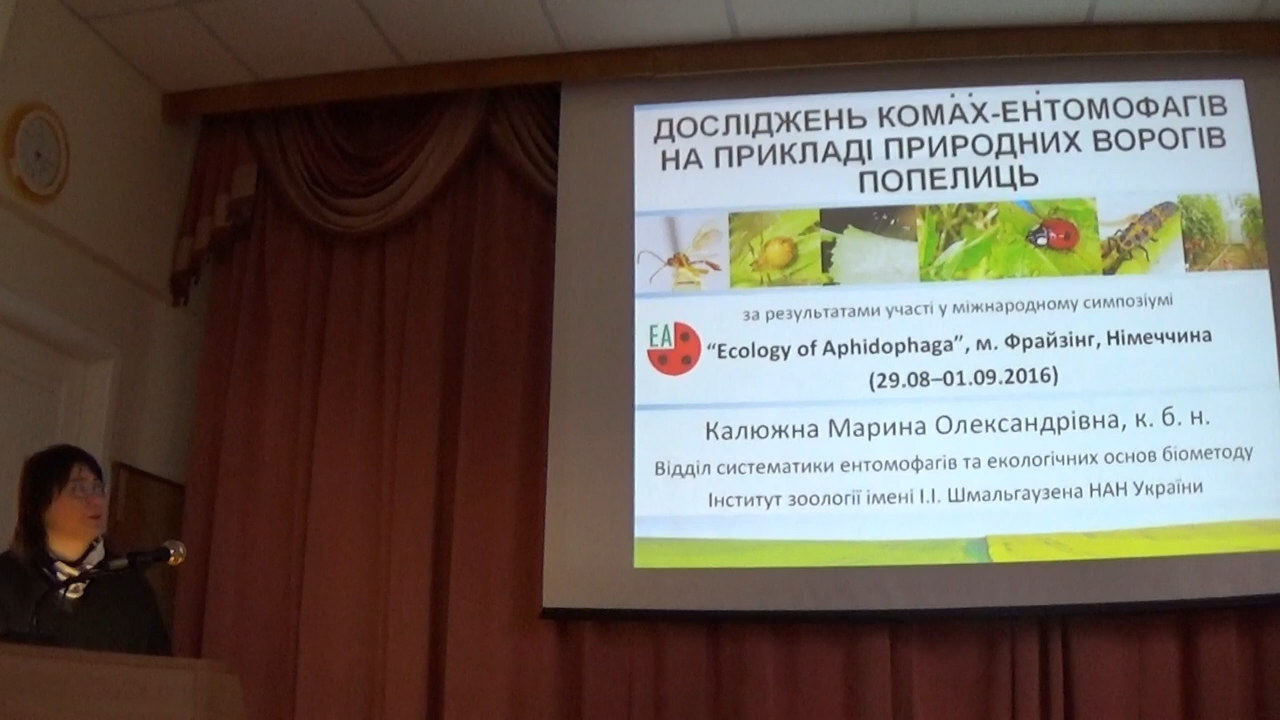 ДОСЛІДЖЕНЬ КОМАХ-ЕНТОМОФАГІВ
НА ПРИКЛАДІ ПРИРОДНИХ ВОРОГІВ
ПОПЕЛИЦЬ
за результатами участі у міжнародному симпозіумі
EA
“Ecology of Aphidophaga”, м. Фрайзінг, Німеччина
(29.08–01.09.2016)
Калюжна Марина Олександрівна, к. б. н.
Відділ систематики ентомофагів та екологічних основ біометоду
Інститут зоології імені І.І. Шмальгаузена НАН України